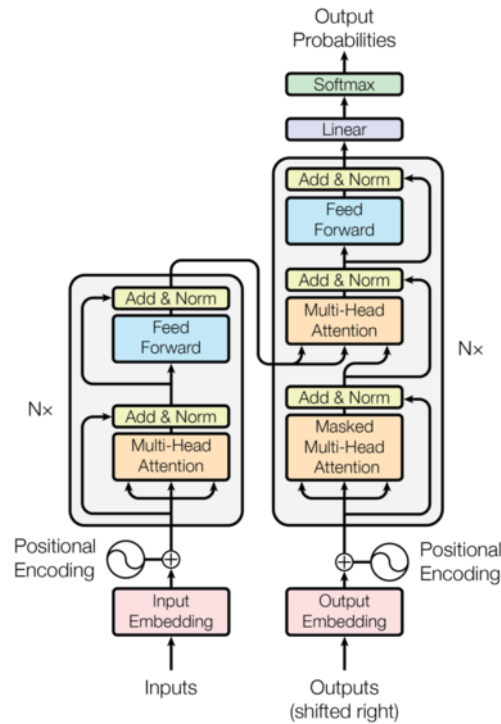 Output
Probabilities
Softmax
Linear
Add & Norm
Feed
Forward
Add & Norm
Multi-Head
Attention
Nx
Add & Norm
Masked
Multi-Head
Attention
Add & Norm
Feed
Forward
Nx
Add & Norm
Multi-Head
Attention
Positional
Encoding
Positional
Encoding
Input
Embedding
Output
Embedding
Inputs
Outputs
(shifted right)